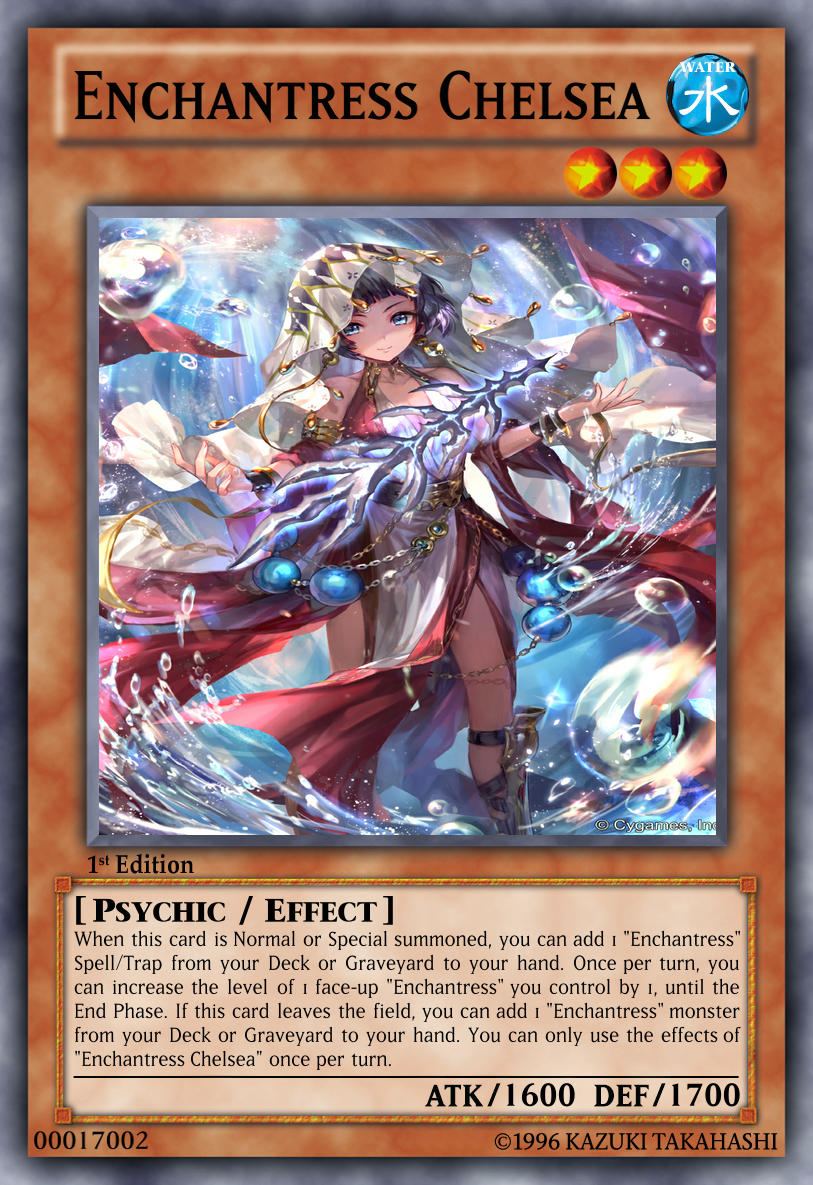 Enchantress Chelsea
WATER
水
© Cygames, Inc
1st Edition
[ Psychic / Effect ]
When this card is Normal or Special summoned, you can add 1 "Enchantress"
Spell/Trap from your Deck or Graveyard to your hand. Once per turn, you
can increase the level of 1 face-up "Enchantress" you control by 1, until the
End Phase. If this card leaves the field, you can add 1 "Enchantress" monster
from your Deck or Graveyard to your hand. You can only use the effects of
"Enchantress Chelsea" once per turn.
ATK/1600 DEF/1700
00017002
©1996 KAZUKI TAKAHASHI